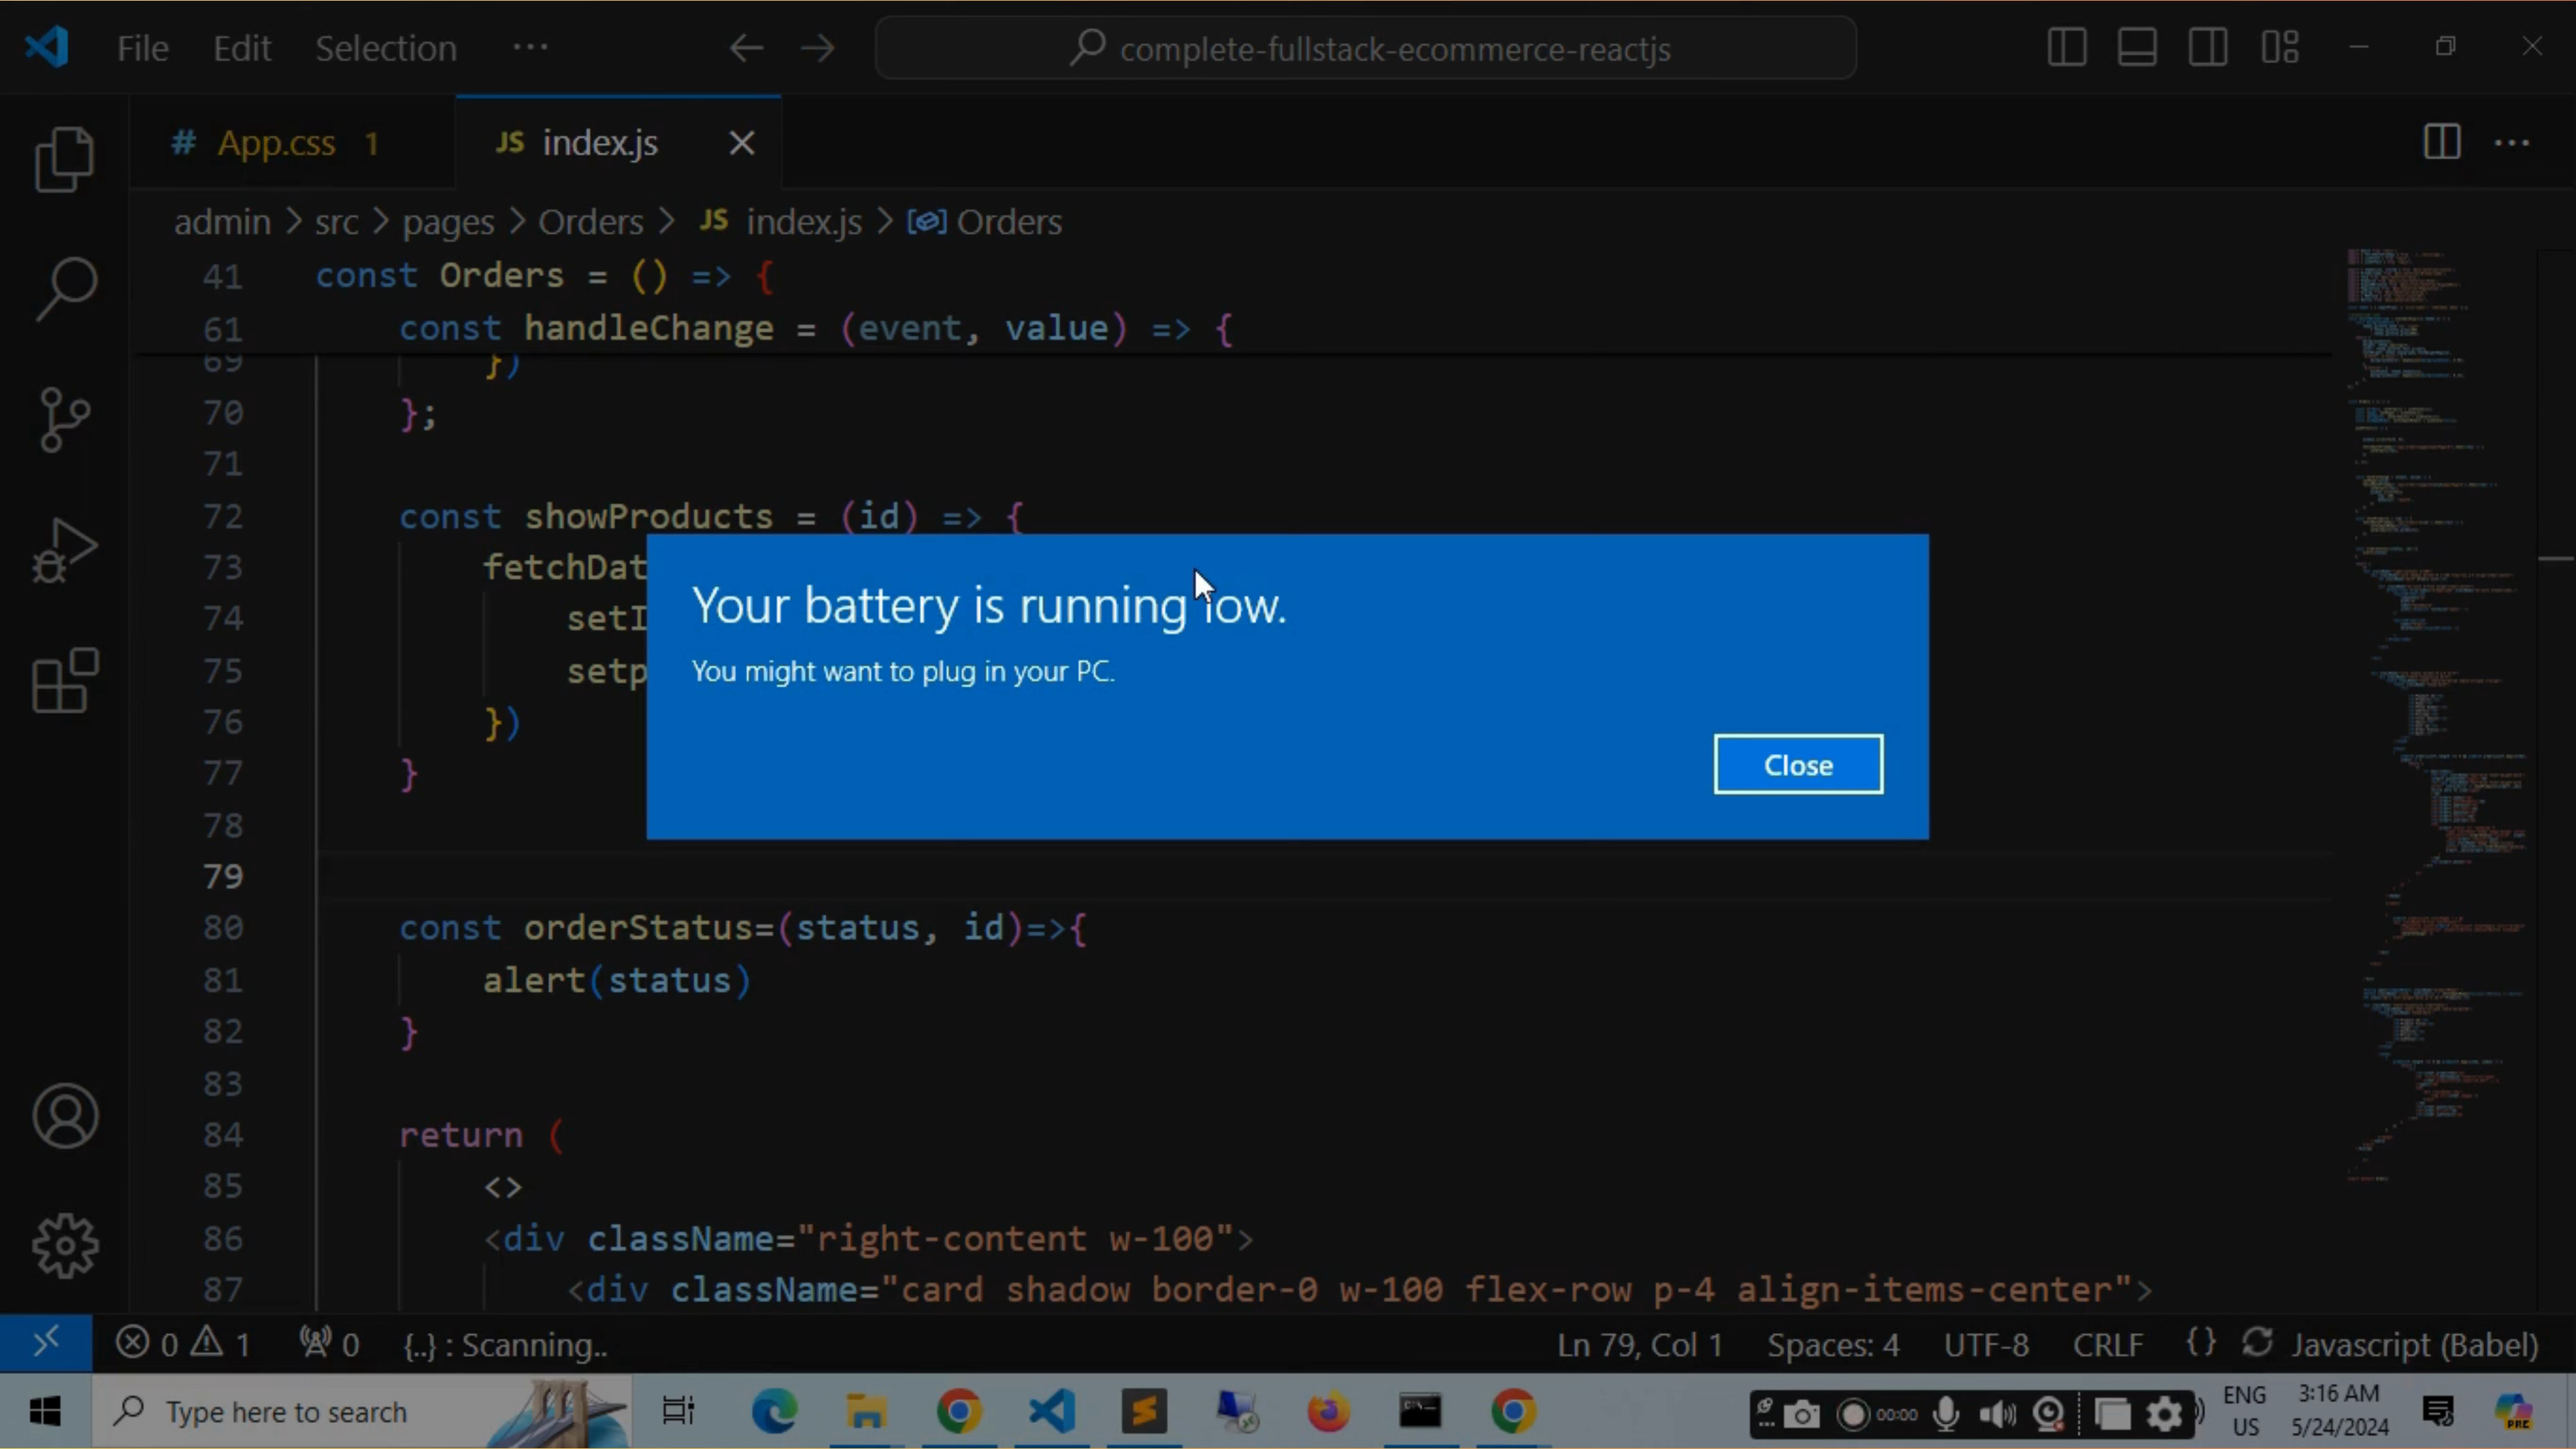 File Edit Selection ··· complete-fullstack-ecommerce-reactjs
# App.css 1 JS index.js
admin > src > pages > Orders > JS index.js > Orders
41 const Orders = () => {
61 const handleChange = (event, value) => {
69 })
70 };
71
72 const showProducts = (id) => {
73 fetchDat
74 setI
75 setp
76 })
77 }
78
79
80 const orderStatus=(status, id)=>{
81 alert(status)
82 }
83
84 return (
85 <>
86 <div className="right-content w-100">
87 <div className="card shadow border-0 w-100 flex-row p-4 align-items-center">
Your battery is running low.
You might want to plug in your PC.
Close
0 1 0 {..} : Scanning.. Ln 79, Col 1 Spaces: 4 UTF-8 CRLF {} Javascript (Babel)
Type here to search 00:00 ENG US 3:16 AM 5/24/2024 PRE